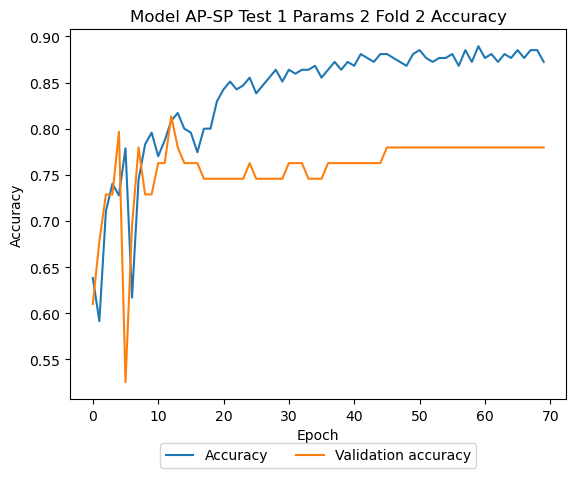 Model AP-SP Test 1 Params 2 Fold 2 Accuracy
0.90
0.85
0.80
0.75
0.70
0.65
0.60
0.55
Accuracy
0 10 20 30 40 50 60 70
Epoch
Accuracy Validation accuracy